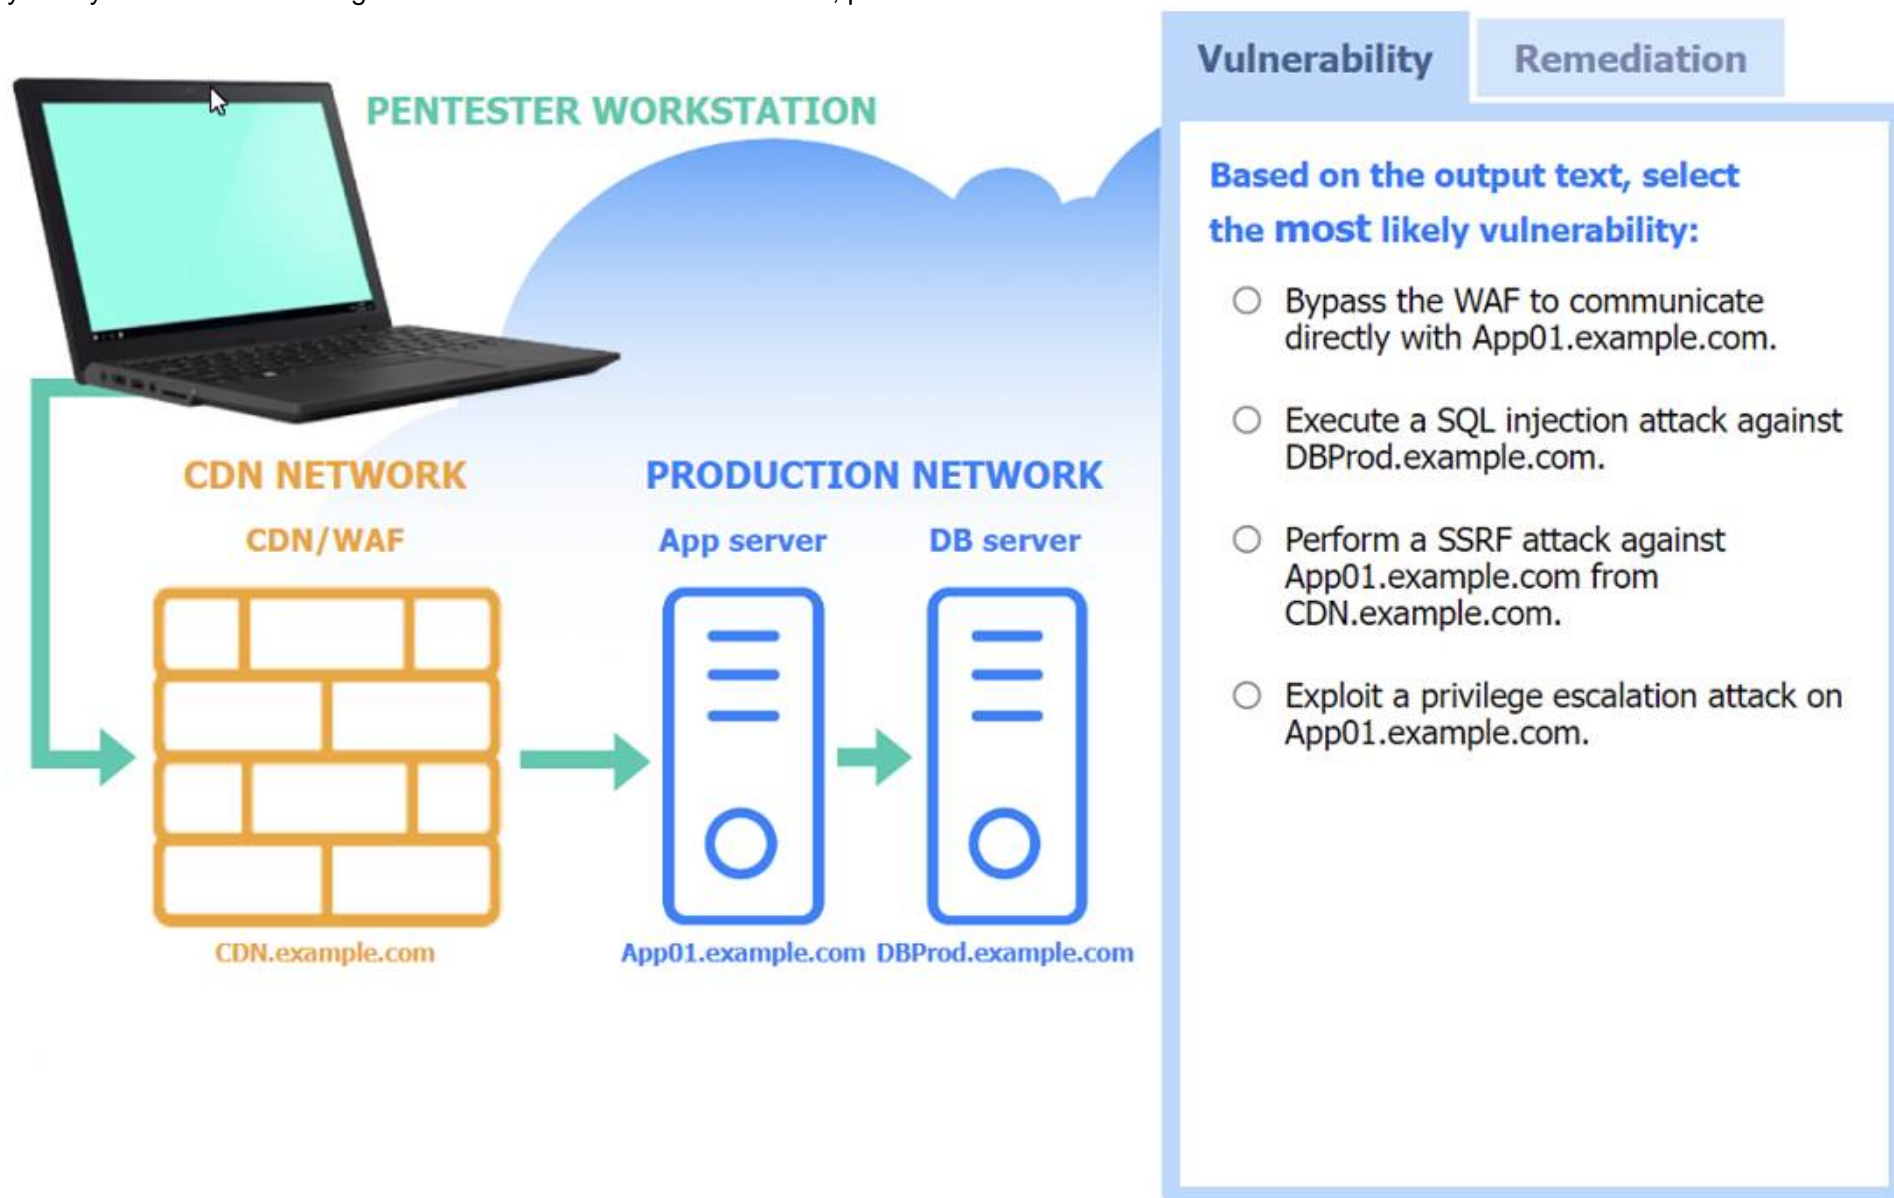 Vulnerability
Remediation
PENTESTER WORKSTATION
Based on the output text, select
the most likely vulnerability:
Bypass the WAF to communicate
directly with App01.example.com.
Execute a SQL injection attack against
DBProd.example.com.
Perform a SSRF attack against
App01.example.com from
CDN.example.com.
Exploit a privilege escalation attack on
App01.example.com.
CDN NETWORK
CDN/WAF
CDN.example.com
PRODUCTION NETWORK
App server
DB server
App01.example.com
DBProd.example.com